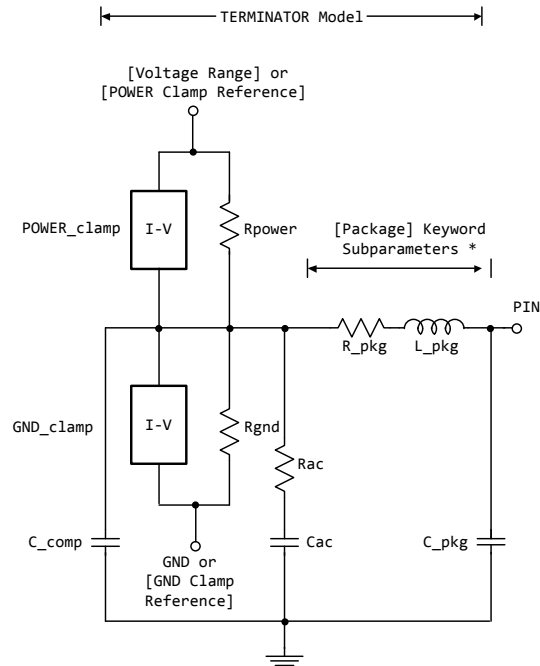 TERMINATOR Model
[Voltage Range] or
[POWER Clamp Reference]
POWER_clamp
I-V
Rpower
[Package] Keyword
Subparameters *
PIN
R_pkg
L_pkg
GND_clamp
I-V
Rgnd
Rac
C_comp
Cac
C_pkg
GND or
[GND Clamp
Reference]